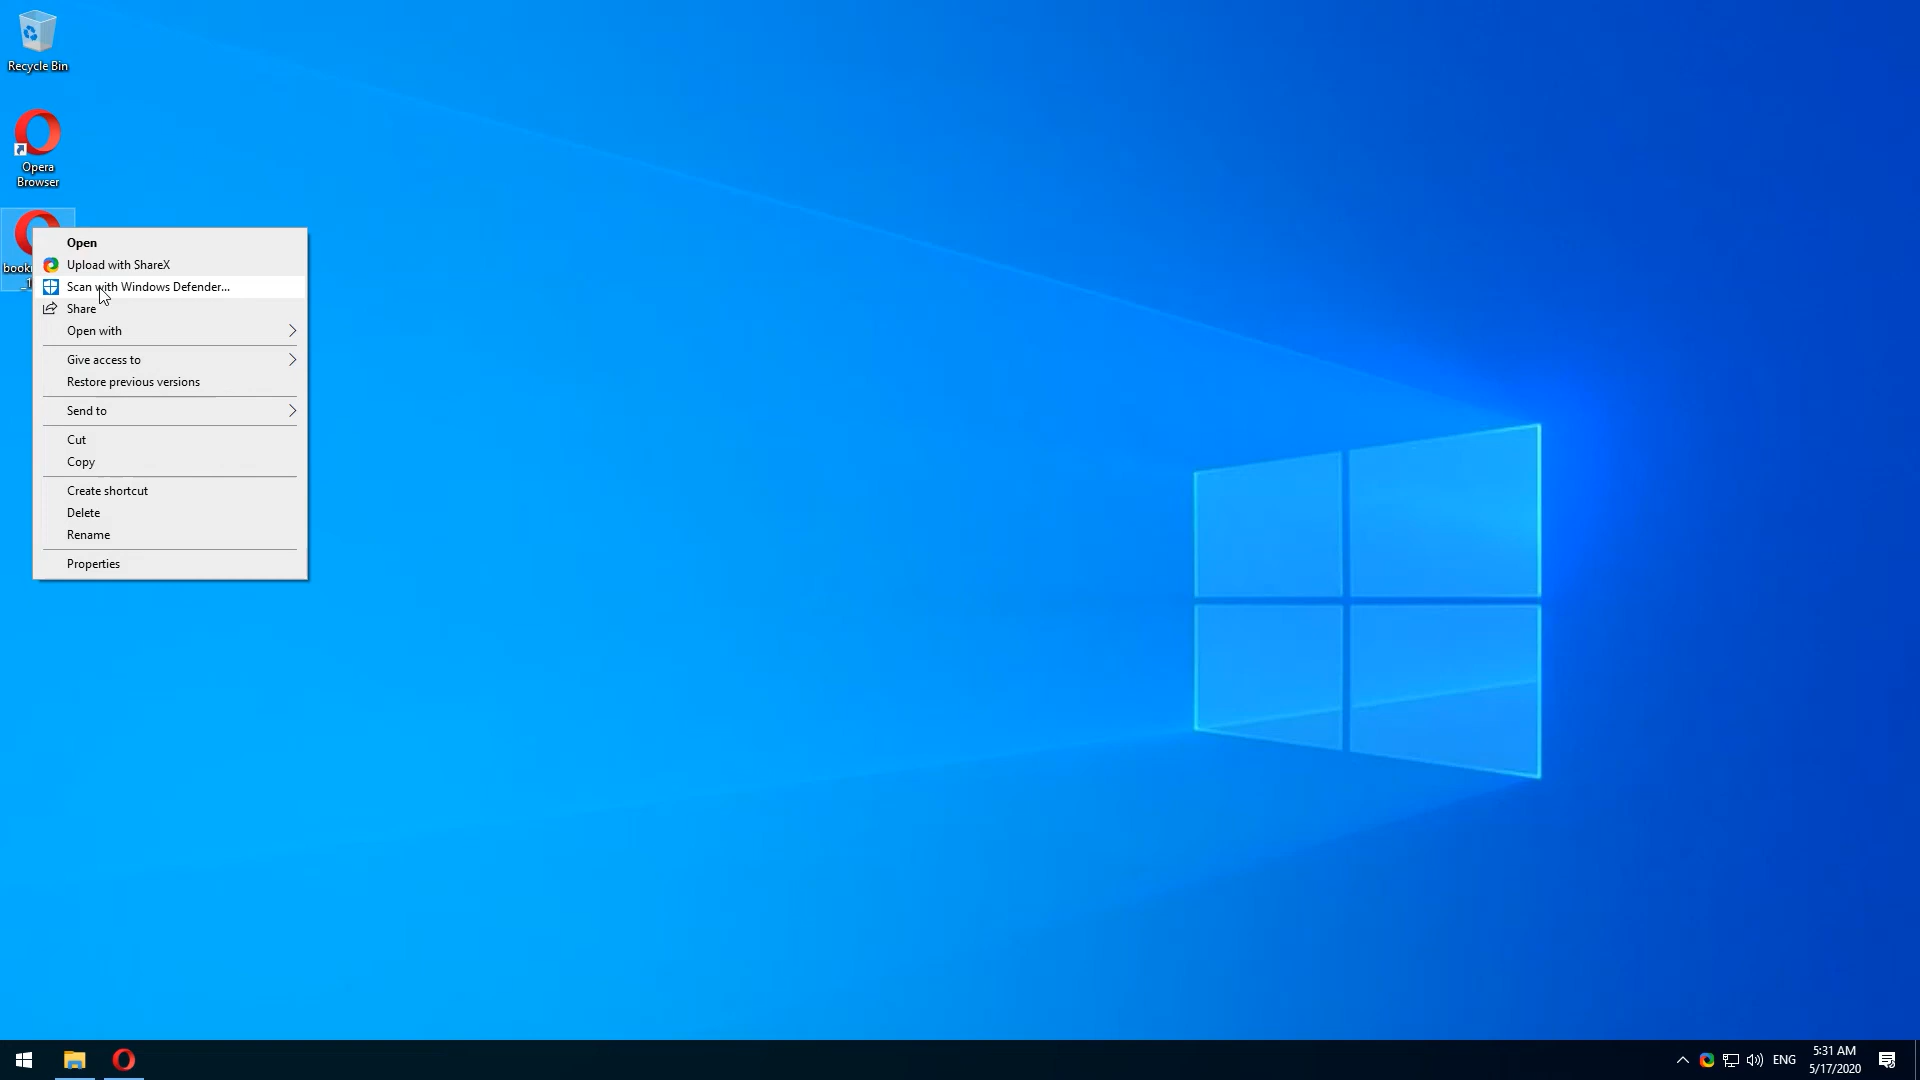 Recycle Bin
Opera
Browser
Open
Upload with ShareX
Scan with Windows Defender...
Share
Open with
Give access to
Restore previous versions
Send to
Cut
Copy
Create shortcut
Delete
Rename
Properties
ENG
5:31 AM
5/17/2020